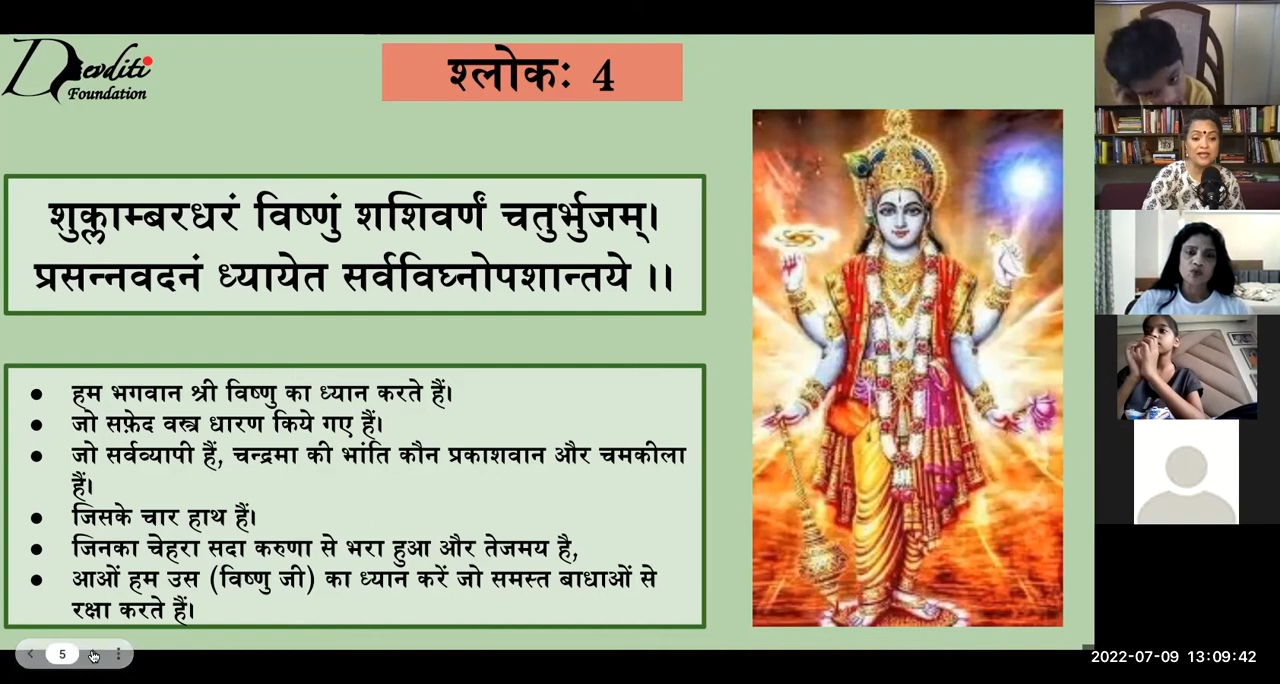 Devditi
Foundation
श्लोकः 4
शुक्लाम्बरधरं विष्णुं शशिवर्णं चतुर्भुजम्।
प्रसन्नवदनं ध्यायेत सर्वविघ्नोपशान्तये ।।
● हम भगवान श्री विष्णु का ध्यान करते हैं।
● जो सफ़ेद वस्त्र धारण किये गए हैं।
● जो सर्वव्यापी हैं, चन्द्रमा की भांति कौन प्रकाशवान और चमकीला
हैं।
● जिसके चार हाथ हैं।
● जिनका चेहरा सदा करुणा से भरा हुआ और तेजमय है,
● आओं हम उस (विष्णु जी) का ध्यान करें जो समस्त बाधाओं से
रक्षा करते हैं।
5
2022-07-09 13:09:42